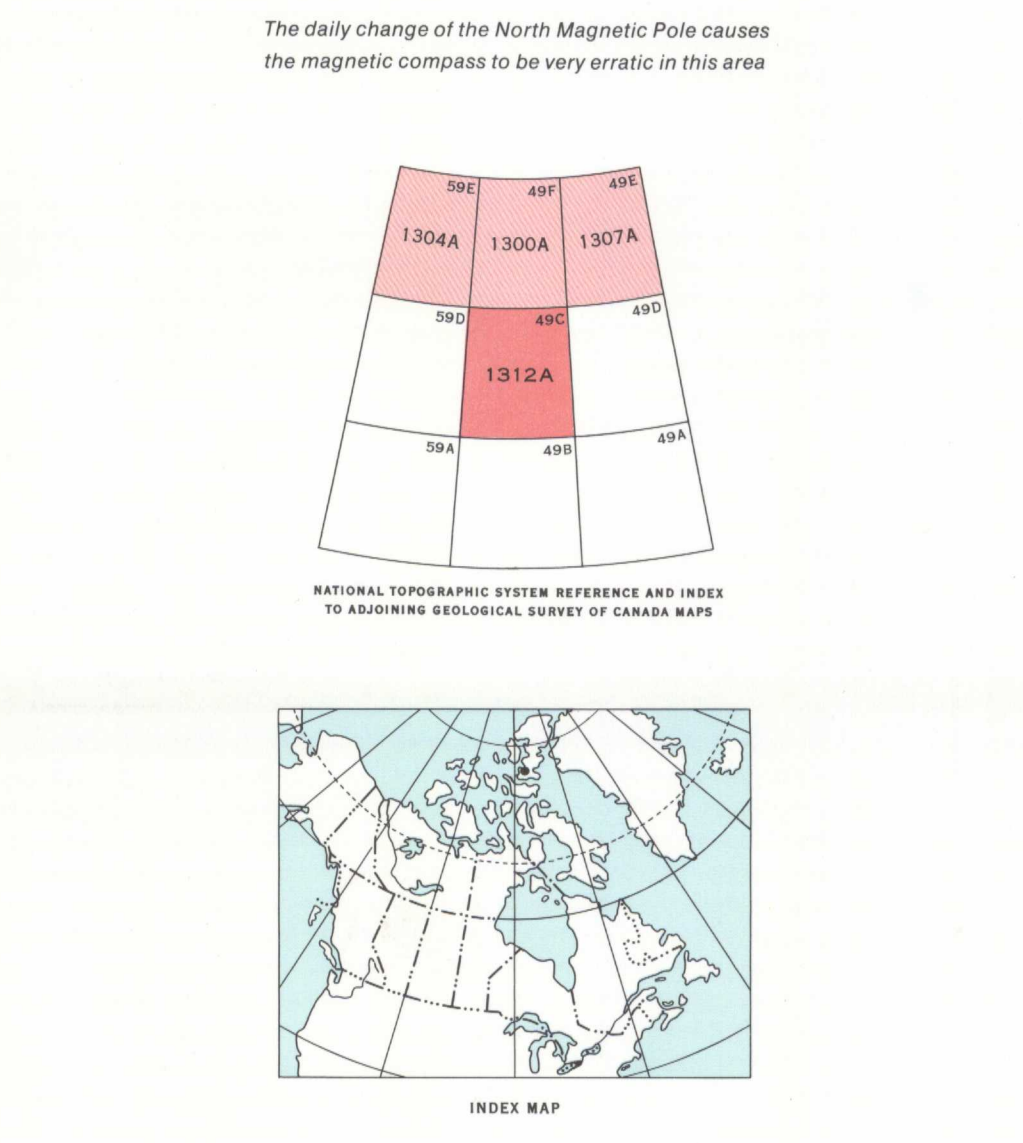 The daily change of the North Magnetic Pole causes
the magnetic compass to be very erratic in this area
59E 49F 49E
1304A 1300A 1307A
59D 49C 49D
1312A
59A 49B 49A
NATIONAL TOPOGRAPHIC SYSTEM REFERENCE AND INDEX
TO ADJOINING GEOLOGICAL SURVEY OF CANADA MAPS
INDEX MAP